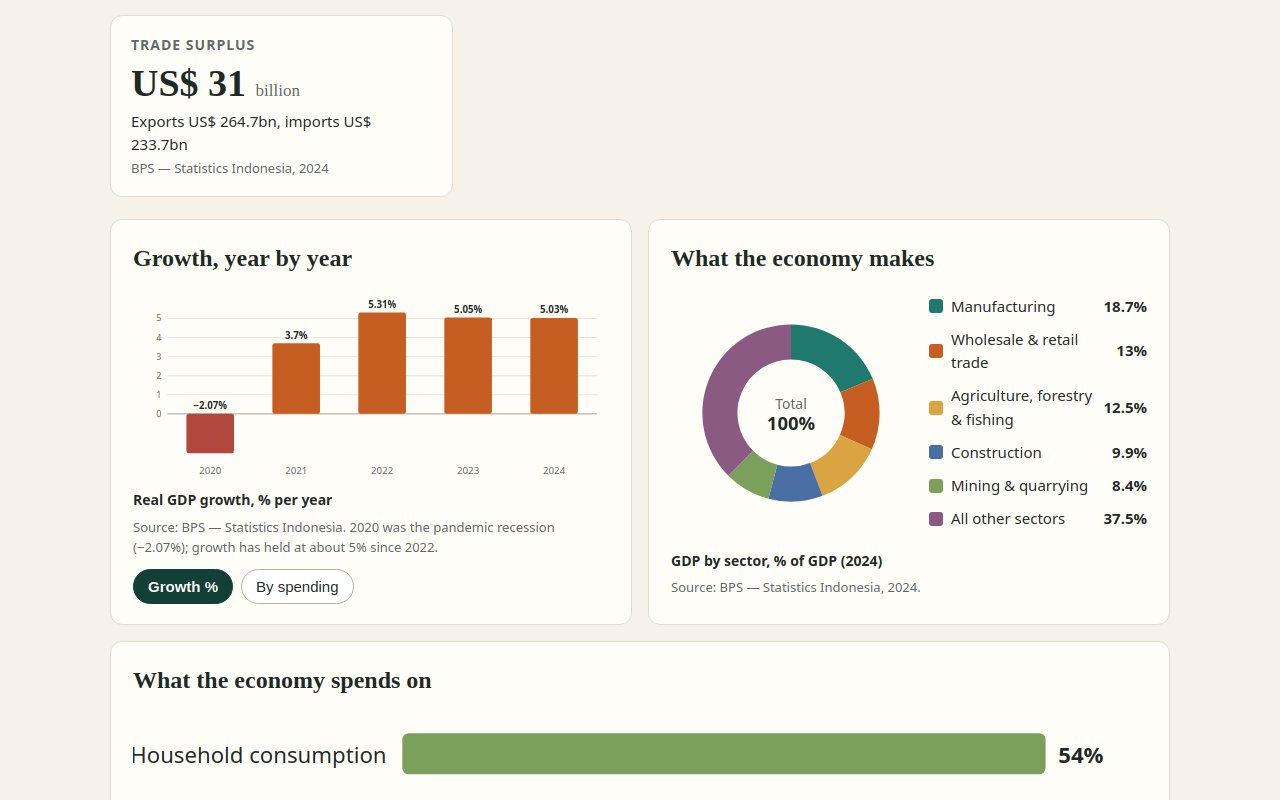 TRADE SURPLUS
US$ 31 billion
Exports US$ 264.7bn, imports US$
233.7bn
BPS — Statistics Indonesia, 2024
Growth, year by year
5.31%
5.05%
5.03%
3.7%
−2.07%
5
4
3
2
1
0
2020
2021
2022
2023
2024
Real GDP growth, % per year
Source: BPS — Statistics Indonesia. 2020 was the pandemic recession
(−2.07%); growth has held at about 5% since 2022.
Growth %
By spending
What the economy makes
Total
100%
Manufacturing 18.7%
Wholesale & retail
trade 13%
Agriculture, forestry
& fishing 12.5%
Construction 9.9%
Mining & quarrying 8.4%
All other sectors 37.5%
GDP by sector, % of GDP (2024)
Source: BPS — Statistics Indonesia, 2024.
What the economy spends on
Household consumption 54%